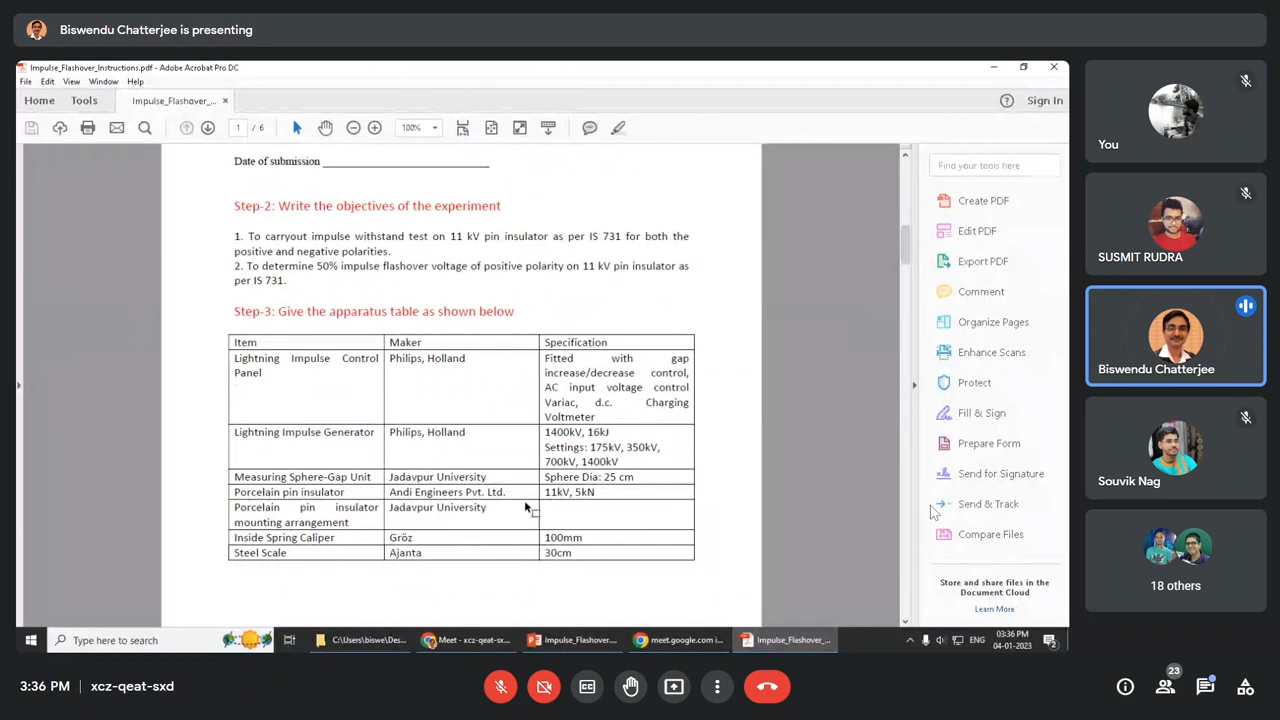 Biswendu Chatterjee is presenting
Impulse_Flashover_Instructions.pdf - Adobe Acrobat Pro DC
File Edit View Window Help
Home Tools Impulse_Flashover_... × Sign In
1 / 6 100%
Date of submission
Step-2: Write the objectives of the experiment
1. To carryout impulse withstand test on 11 kV pin insulator as per IS 731 for both the
positive and negative polarities.
2. To determine 50% impulse flashover voltage of positive polarity on 11 kV pin insulator as
per IS 731.
Step-3: Give the apparatus table as shown below
Item Maker Specification
Lightning Impulse Control Panel Philips, Holland Fitted with gap
increase/decrease control,
AC input voltage control
Variac, d.c. Charging
Voltmeter
Lightning Impulse Generator Philips, Holland 1400kV, 16kJ
Settings: 175kV, 350kV,
700kV, 1400kV
Measuring Sphere-Gap Unit Jadavpur University Sphere Dia: 25 cm
Porcelain pin insulator Andi Engineers Pvt. Ltd. 11kV, 5kN
Porcelain pin insulator Jadavpur University
mounting arrangement
Inside Spring Caliper Gröz 100mm
Steel Scale Ajanta 30cm
Find your tools here
Create PDF
Edit PDF
Export PDF
Comment
Organize Pages
Enhance Scans
Protect
Fill & Sign
Prepare Form
Send for Signature
Send & Track
Compare Files
Store and share files in the
Document Cloud
Learn More
You
SUSMIT RUDRA
Biswendu Chatterjee
Souvik Nag
18 others
Type here to search
C:\Users\biswe\Des...
Meet - xcz-qeat-sx...
Impulse_Flashover...
meet.google.com i...
Impulse_Flashover_...
ENG
03:36 PM
04-01-2023
2
3:36 PM xcz-qeat-sxd
23